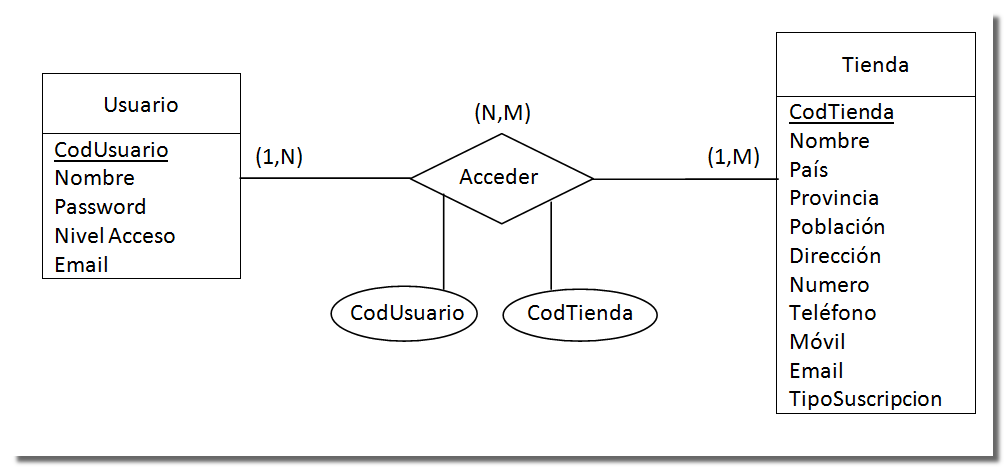 Usuario
CodUsuario
Nombre
Password
Nivel Acceso
Email
(1,N)
(N,M)
Acceder
(1,M)
CodUsuario
CodTienda
Tienda
CodTienda
Nombre
País
Provincia
Población
Dirección
Numero
Teléfono
Móvil
Email
TipoSuscripcion